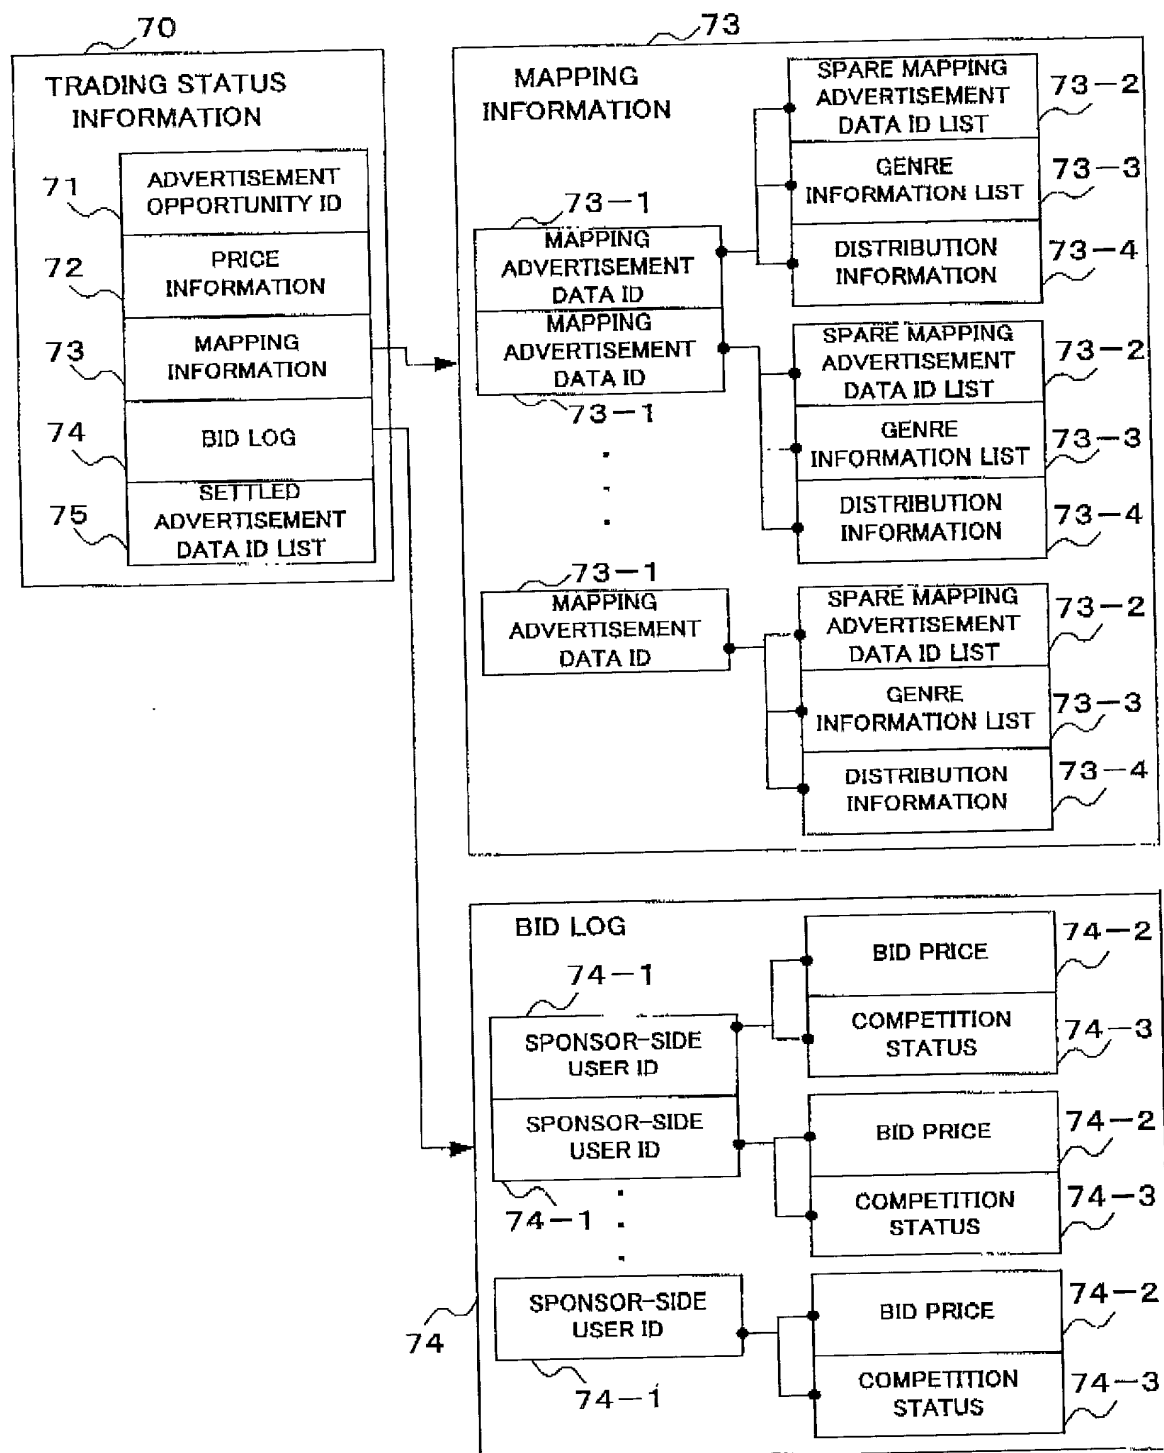 70
TRADING STATUS
INFORMATION
71
ADVERTISEMENT
OPPORTUNITY ID
72
PRICE
INFORMATION
73
MAPPING
INFORMATION
74
BID LOG
75
SETTLED
ADVERTISEMENT
DATA ID LIST
73
MAPPING
INFORMATION
73-1
MAPPING
ADVERTISEMENT
DATA ID
MAPPING
ADVERTISEMENT
DATA ID
73-1
SPARE MAPPING
ADVERTISEMENT
DATA ID LIST
73-2
GENRE
INFORMATION LIST
73-3
DISTRIBUTION
INFORMATION
73-4
SPARE MAPPING
ADVERTISEMENT
DATA ID LIST
73-2
GENRE
INFORMATION LIST
73-3
DISTRIBUTION
INFORMATION
73-4
73-1
MAPPING
ADVERTISEMENT
DATA ID
SPARE MAPPING
ADVERTISEMENT
DATA ID LIST
73-2
GENRE
INFORMATION LIST
73-3
DISTRIBUTION
INFORMATION
73-4
BID LOG
74-1
SPONSOR-SIDE
USER ID
SPONSOR-SIDE
USER ID
74-1
BID PRICE
74-2
COMPETITION
STATUS
74-3
BID PRICE
74-2
COMPETITION
STATUS
74-3
SPONSOR-SIDE
USER ID
74-1
74
BID PRICE
74-2
COMPETITION
STATUS
74-3